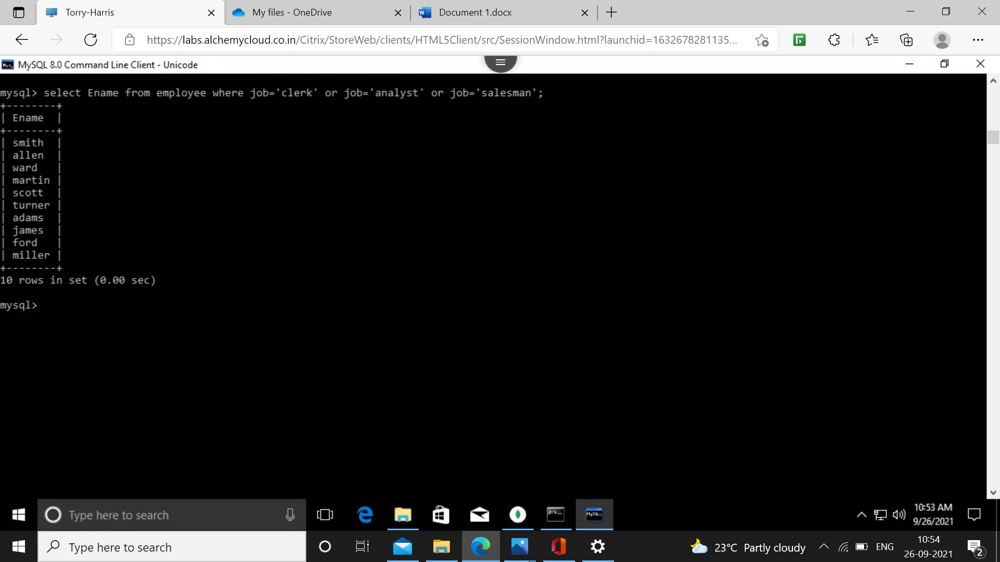 Torry-Harris
My files - OneDrive
Document 1.docx
https://labs.alchemycloud.co.in/Citrix/StoreWeb/clients/HTML5Client/src/SessionWindow.html?launchid=1632678281135...
MySQL 8.0 Command Line Client - Unicode
mysql> select Ename from employee where job='clerk' or job='analyst' or job='salesman';
+--------+
| Ename  |
+--------+
| smith  |
| allen  |
| ward   |
| martin |
| scott  |
| turner |
| adams  |
| james  |
| ford   |
| miller |
+--------+
10 rows in set (0.00 sec)
mysql>
Type here to search
10:53 AM
9/26/2021
Type here to search
23°C Partly cloudy
ENG
10:54
26-09-2021
2